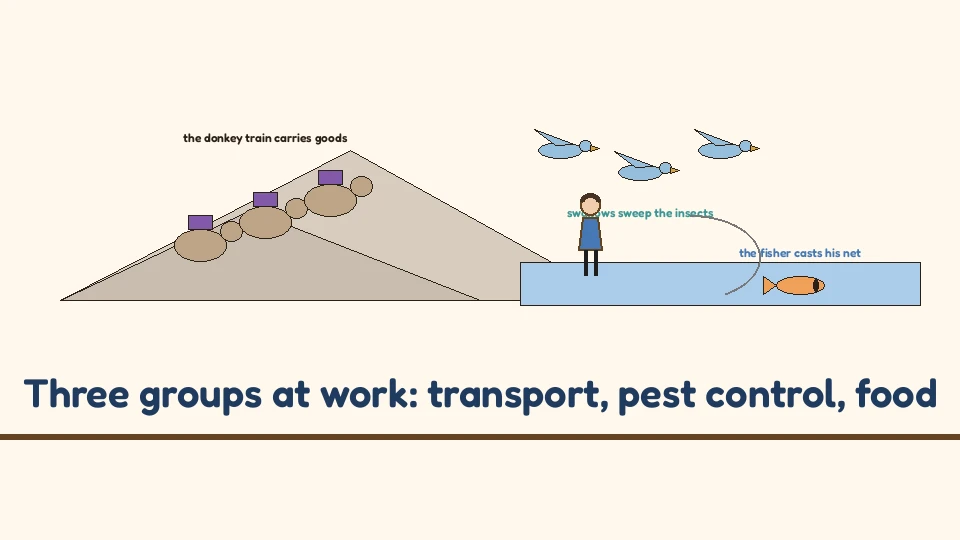 the donkey train carries goods
sweep the insects
the fisher casts his net
Three groups at work: transport, pest control, food